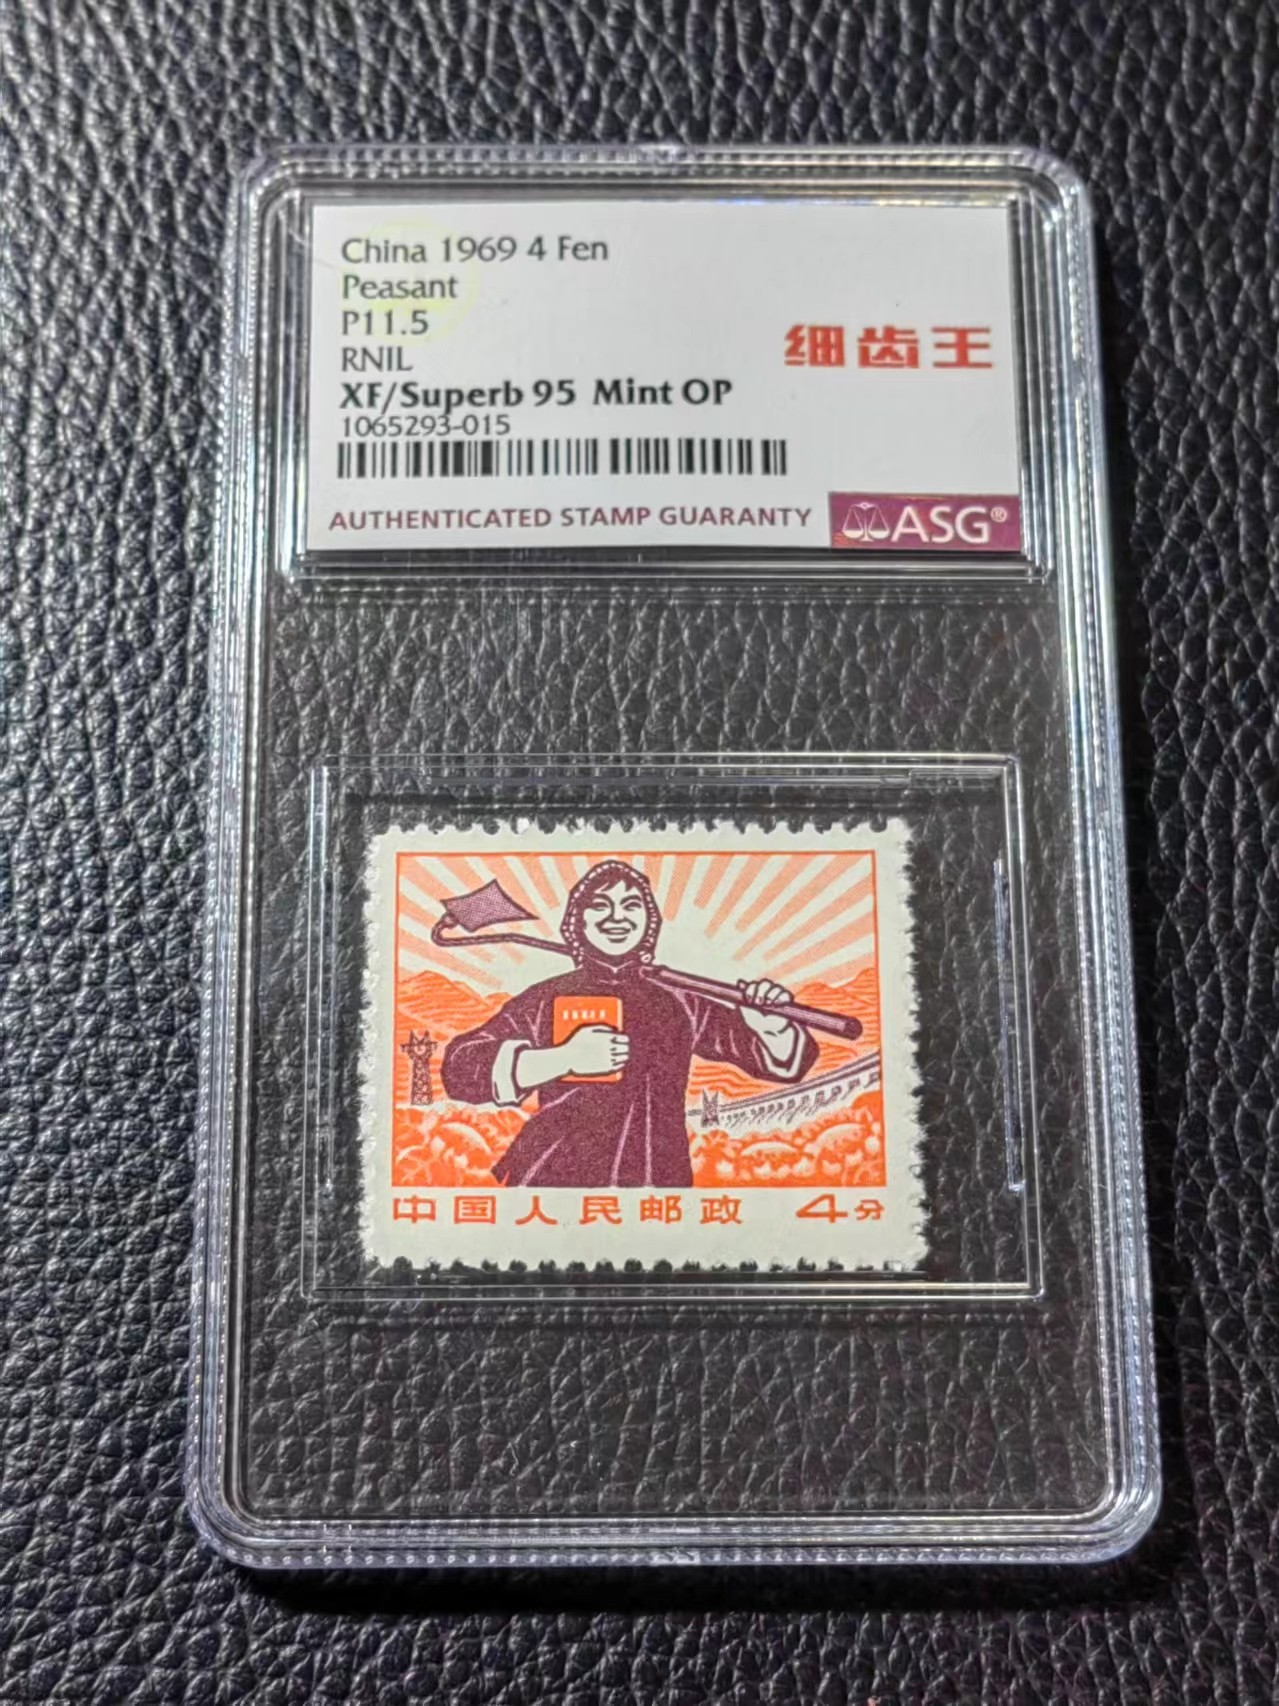 China 1969 4 Fen
Peasant
P11.5
RNIL
细齿王
XF/Superb 95 Mint OP
1065293-015
AUTHENTICATED STAMP GUARANTY
ASG®
中国人民邮政 4分